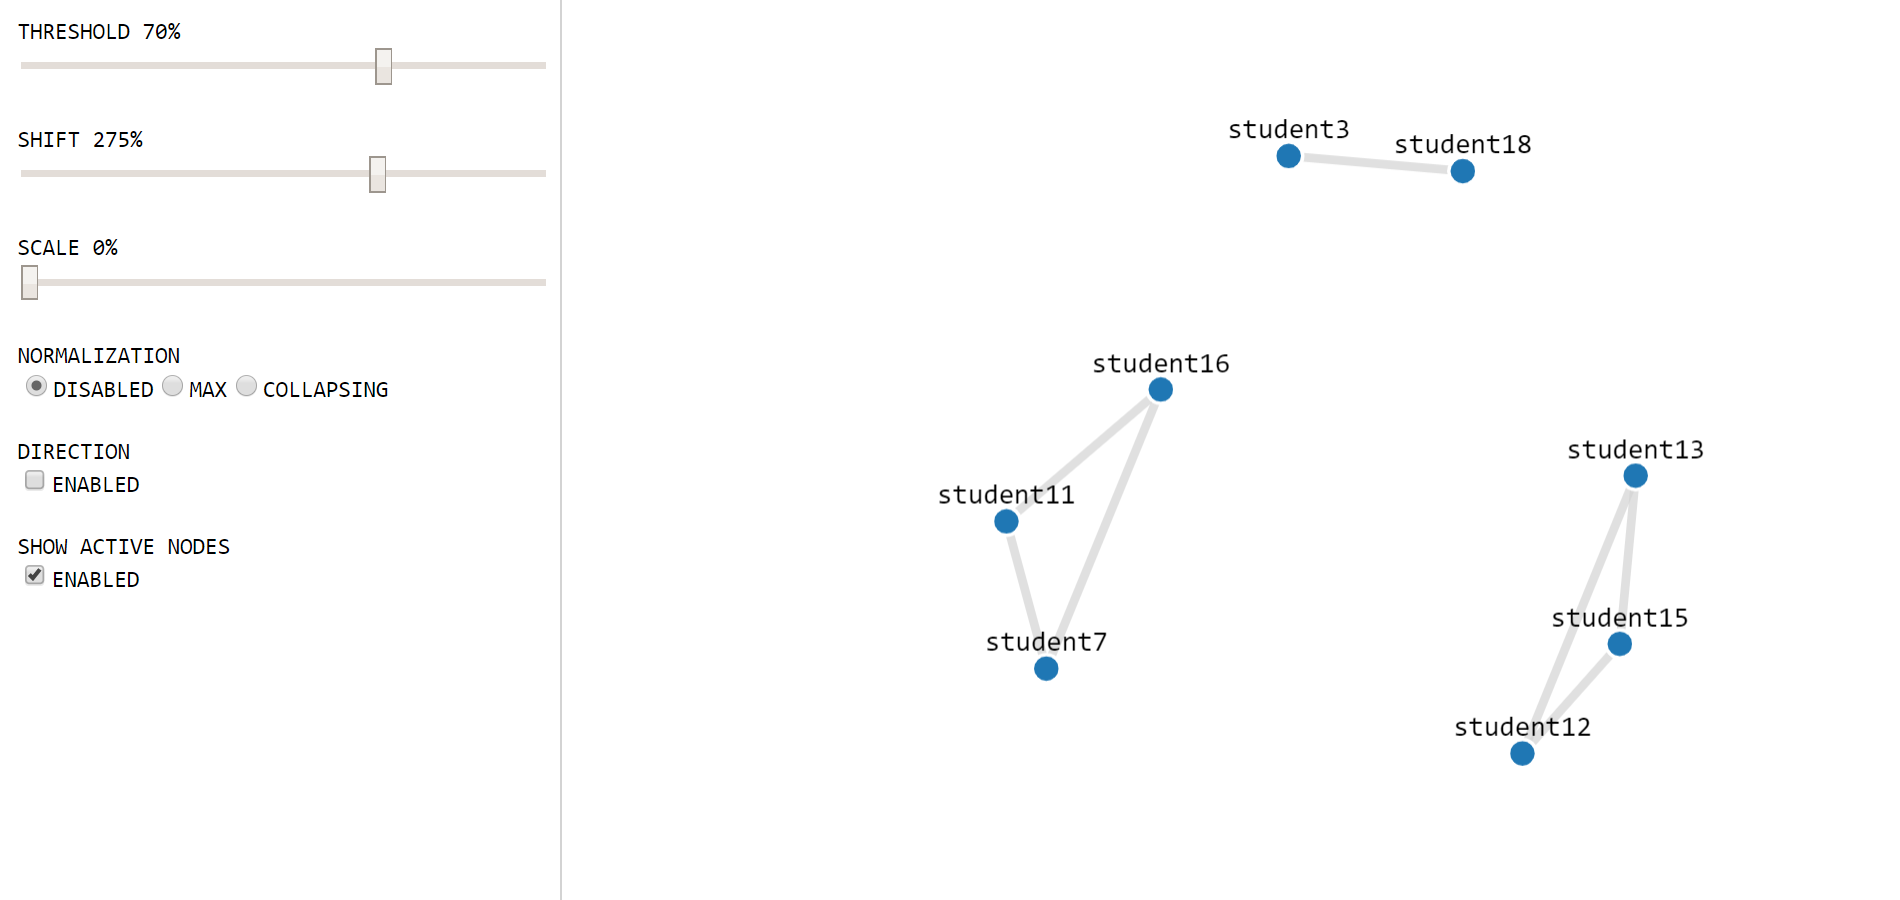 THRESHOLD 70%
SHIFT 275%
SCALE 0%
NORMALIZATION
DISABLED MAX COLLAPSING
DIRECTION
ENABLED
SHOW ACTIVE NODES
ENABLED
student3
student18
student16
student13
student11
student15
student7
student12